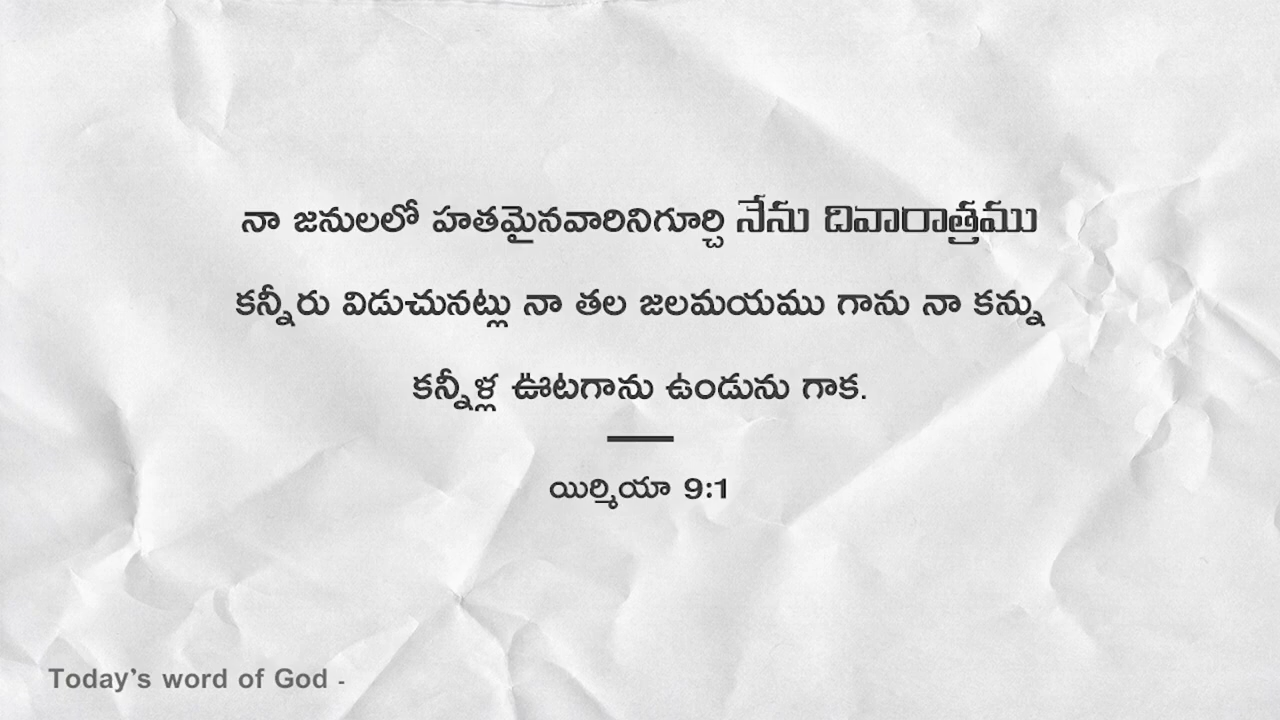 నా జనులలో హతమైనవారినిగూర్చి నేను దివారాత్రము
కన్నీరు విడుచునట్లు నా తల జలమయము గాను నా కన్ను
కన్నీళ్ల ఊటగాను ఉండును గాక.
యిర్మియా 9:1
Today’s word of God -